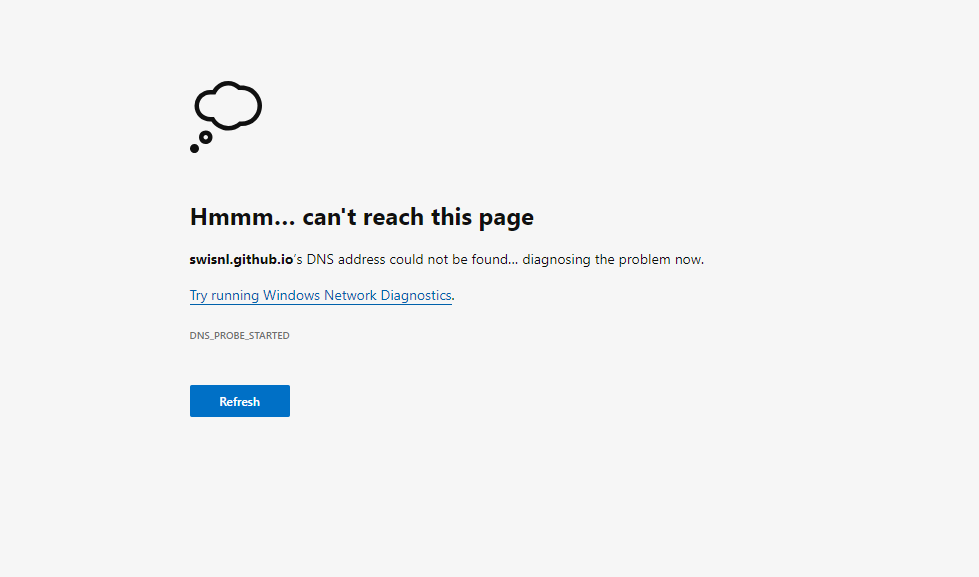 Hmmm... can't reach this page
swisnl.github.io's DNS address could not be found... diagnosing the problem now.
Try running Windows Network Diagnostics.
DNS_PROBE_STARTED
Refresh